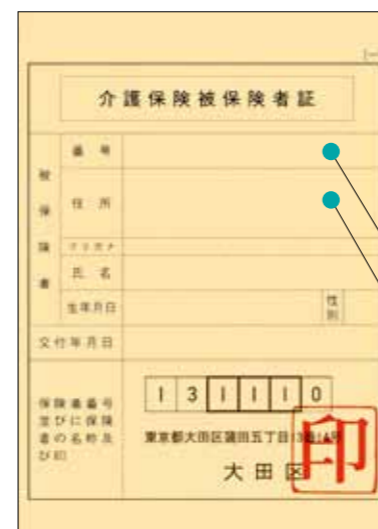 介護保険被保険者証
被保険者
番号
住所
フリガナ
氏名
生年月日
性別
交付年月日
保険者番号
並びに保険
者の名称及
び印
131110
東京都大田区蒲田五丁目13番14号
大田区
印